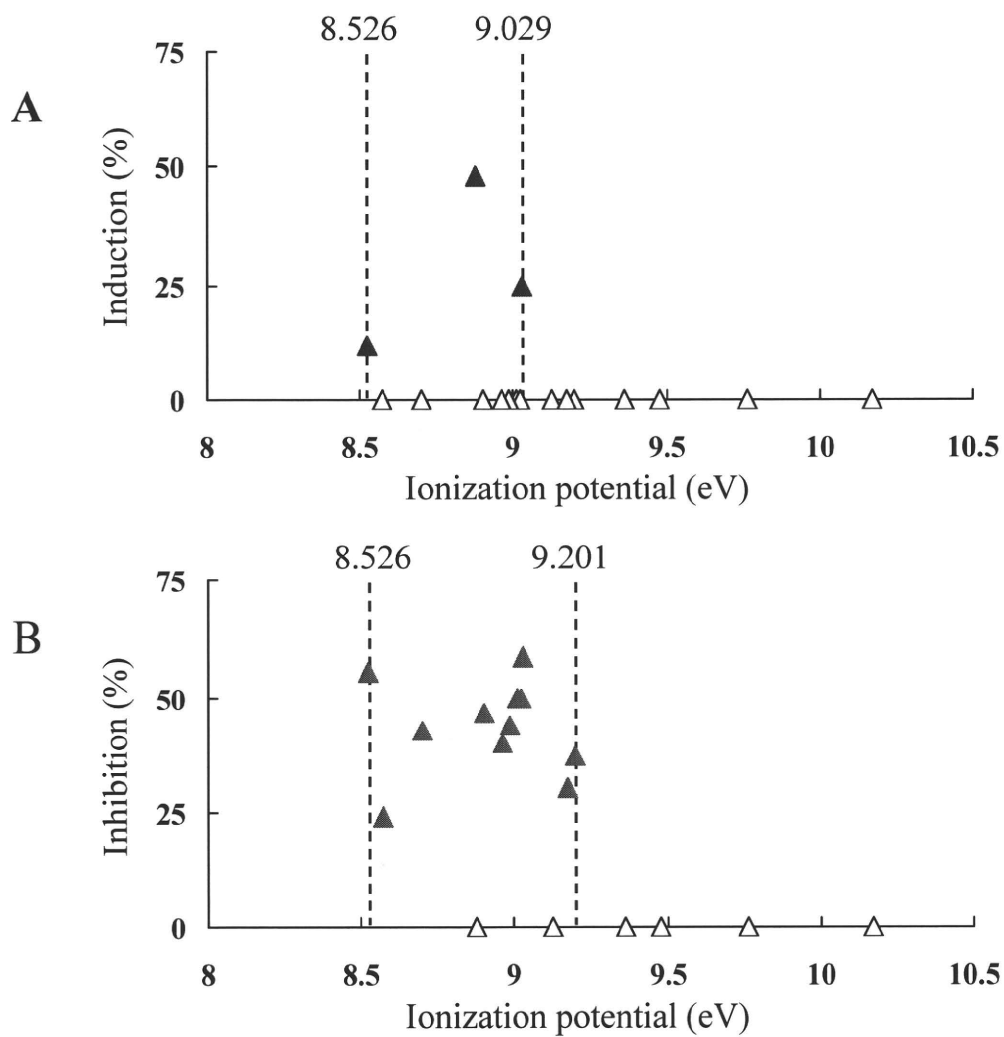 8.526 9.029
A
75
50
25
0
Induction (%)
8 8.5 9 9.5 10 10.5
Ionization potential (eV)
8.526 9.201
B
75
50
25
0
Inhibition (%)
8 8.5 9 9.5 10 10.5
Ionization potential (eV)